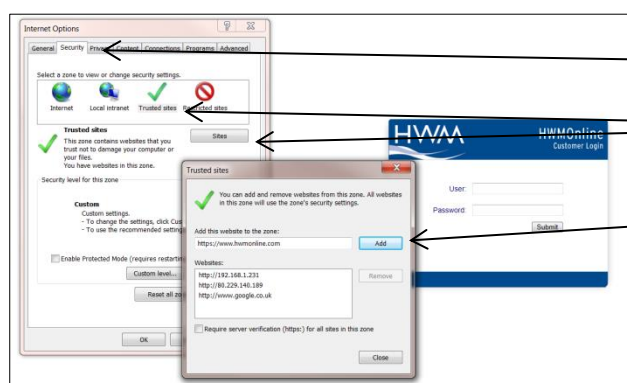 Internet Options
General Security Privacy Content Connections Programs Advanced
Select a zone to view or change security settings.
Internet Local intranet Trusted sites Restricted sites
Trusted sites
Sites
This zone contains websites that you
trust not to damage your computer or
your files.
You have websites in this zone.
Security level for this zone
Custom
Custom settings.
- To change the settings, click Cus
- To use the recommended setting
Enable Protected Mode (requires restartin
Custom level...
Reset all zo
OK
Trusted sites
You can add and remove websites from this zone. All websites
in this zone will use the zone's security settings.
Add this website to the zone:
https://www.hwmonline.com Add
Websites:
http://192.168.1.231
http://80.229.140.189
http://www.google.co.uk
Remove
Require server verification (https:) for all sites in this zone
Close
HWM HWMOnline
Customer Login
User
Password
Submit